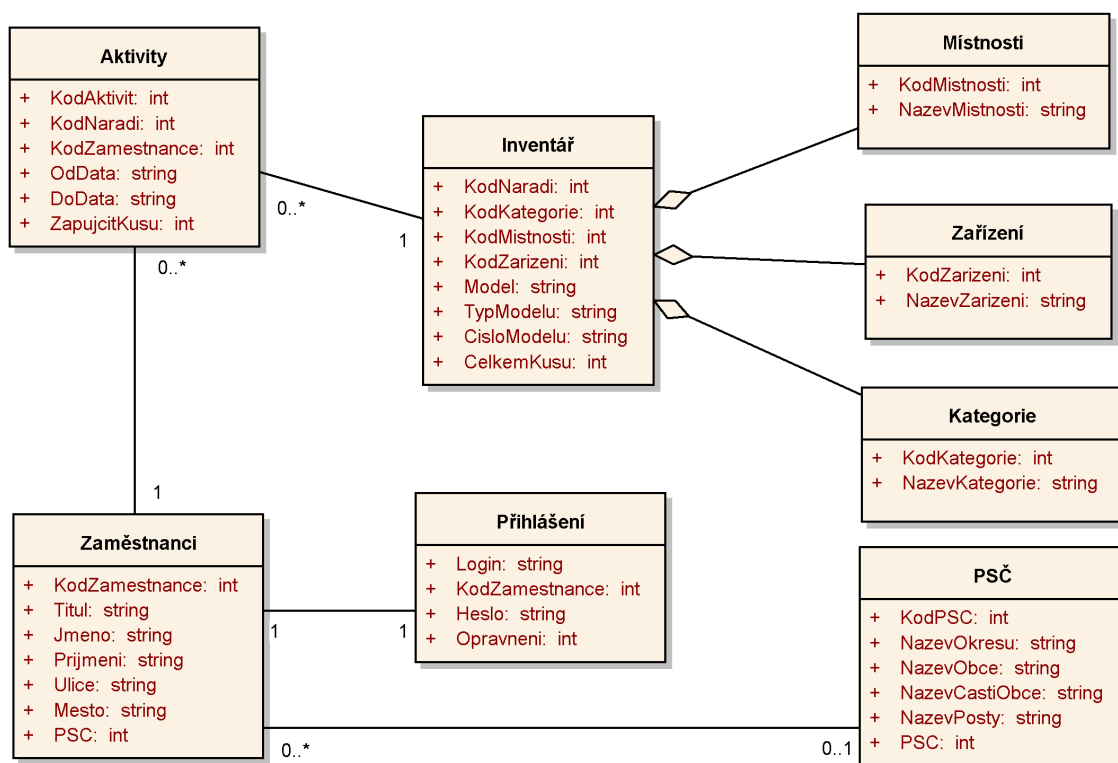 Aktivity
+ KodAktivit: int
+ KodNaradi: int
+ KodZamestnance: int
+ OdData: string
+ DoData: string
+ ZapujcitKusu: int
0..*
0..*
1
Inventář
+ KodNaradi: int
+ KodKategorie: int
+ KodMistnosti: int
+ KodZarizeni: int
+ Model: string
+ TypModelu: string
+ CisloModelu: string
+ CelkemKusu: int
1
Místnosti
+ KodMistnosti: int
+ NazevMistnosti: string
Zařízení
+ KodZarizeni: int
+ NazevZarizeni: string
Kategorie
+ KodKategorie: int
+ NazevKategorie: string
Zaměstnanci
+ KodZamestnance: int
+ Titul: string
+ Jmeno: string
+ Prijmeni: string
+ Ulice: string
+ Mesto: string
+ PSC: int
1
1
Přihlášení
+ Login: string
+ KodZamestnance: int
+ Heslo: string
+ Opravneni: int
PSČ
+ KodPSC: int
+ NazevOkresu: string
+ NazevObce: string
+ NazevCastiObce: string
+ NazevPosty: string
+ PSC: int
0..*
0..1